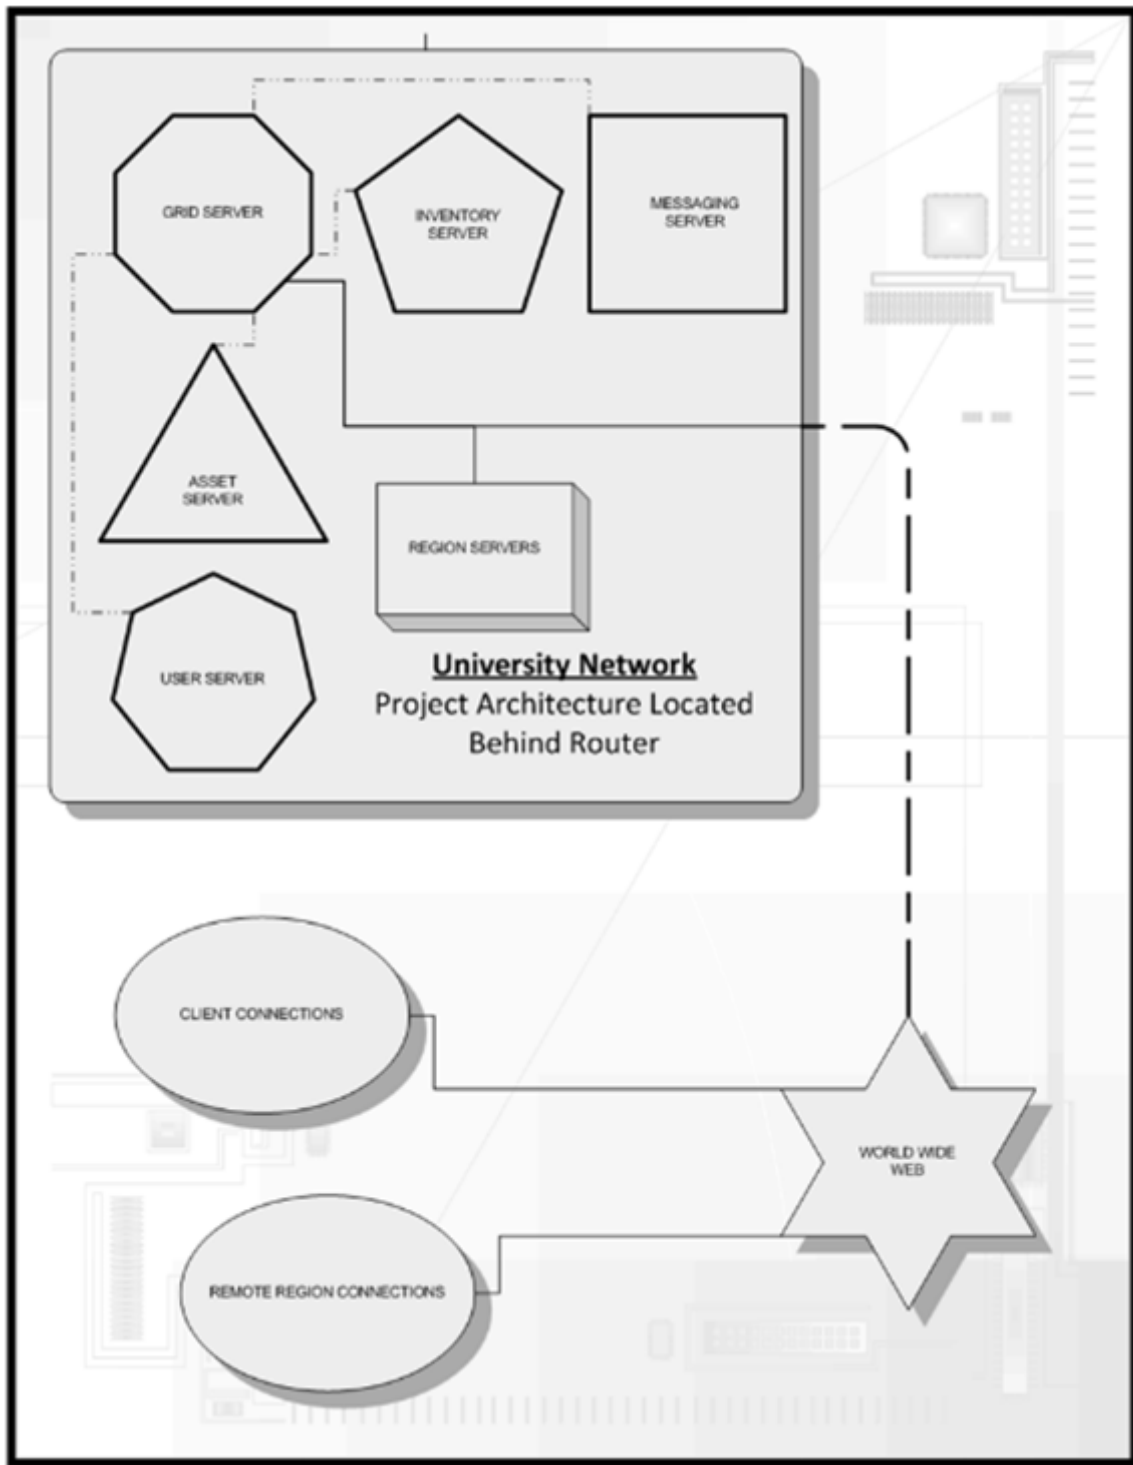 GRID SERVER
INVENTORY
SERVER
MESSAGING
SERVER
ASSET
SERVER
REGION SERVERS
USER SERVER
University Network
Project Architecture Located
Behind Router
CLIENT CONNECTIONS
WORLD WIDE
WEB
REMOTE REGION CONNECTIONS